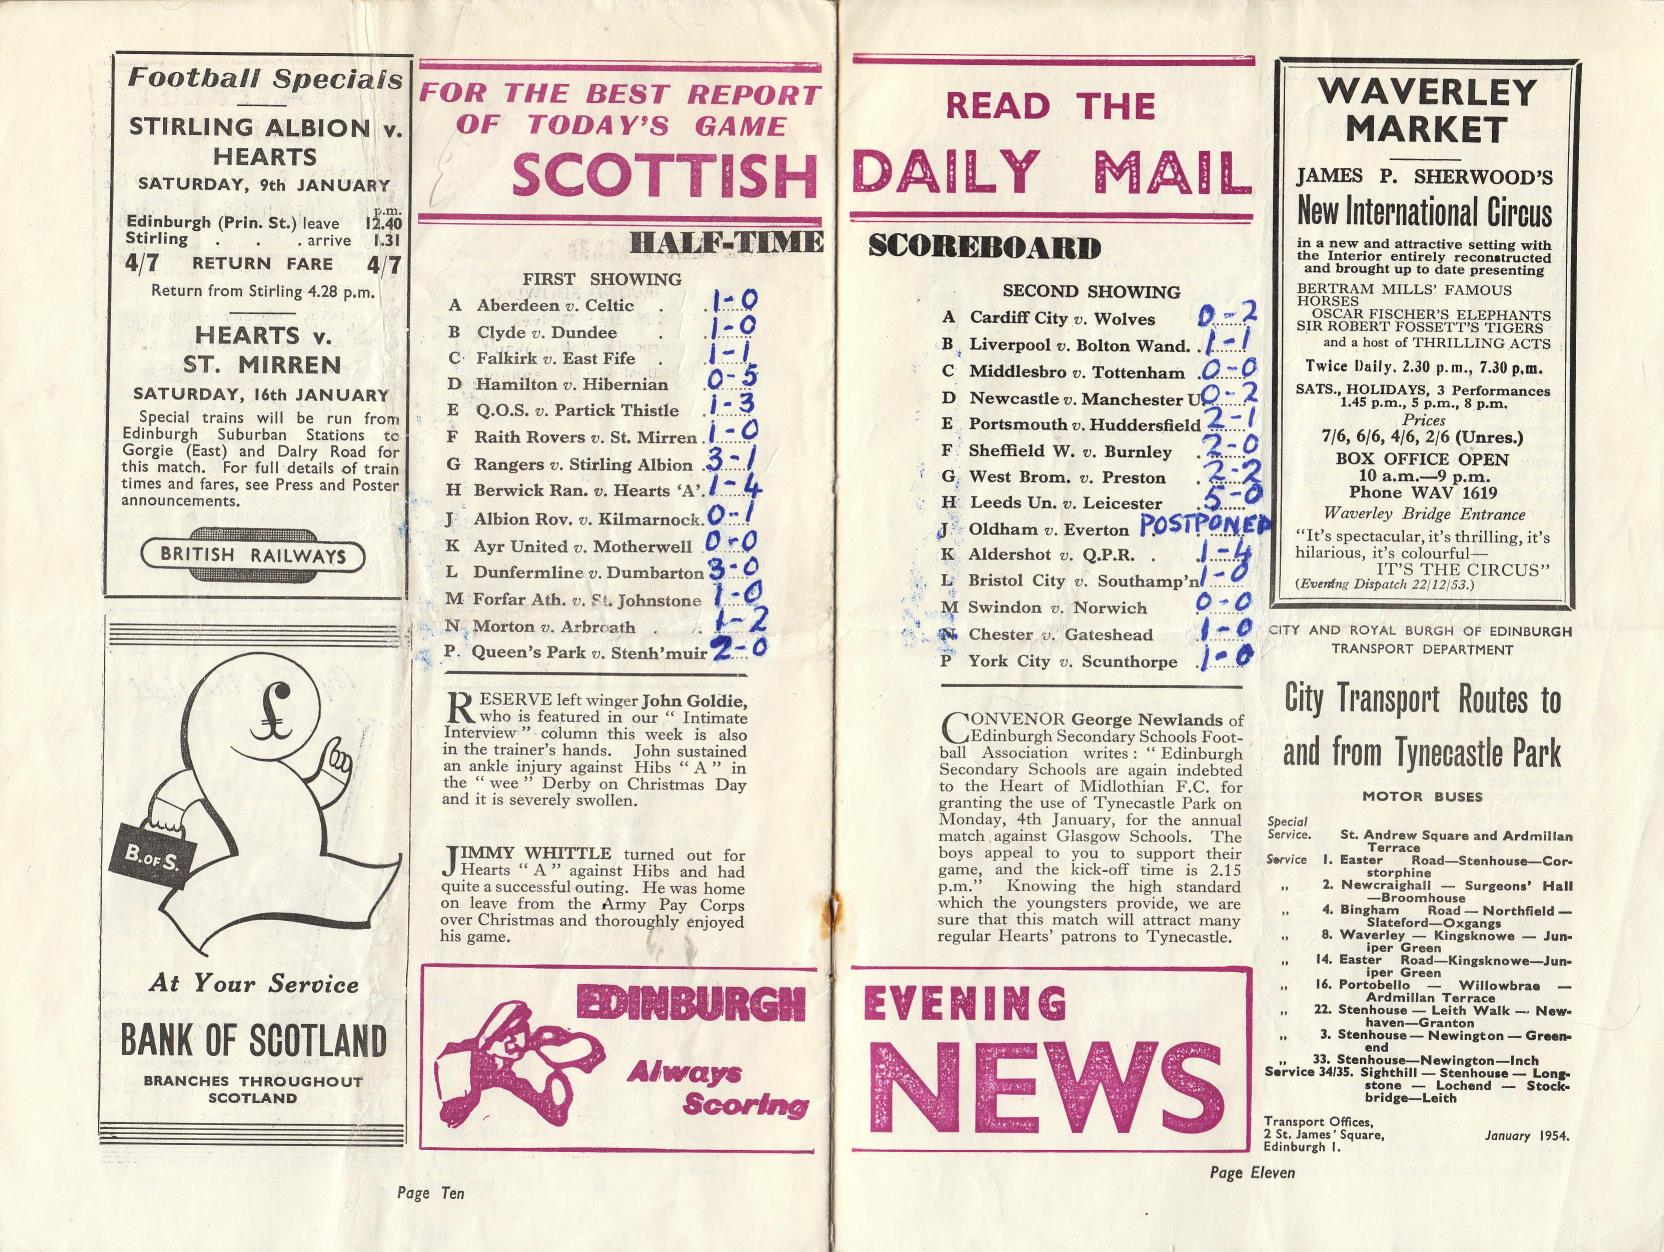 Football Specials
STIRLING ALBION v.
HEARTS
SATURDAY, 9th JANUARY
p.m.
Edinburgh (Prin. St.) leave 12.40
Stirling . . . arrive 1.31
4/7 RETURN FARE 4/7
Return from Stirling 4.28 p.m.
HEARTS v.
ST. MIRREN
SATURDAY, 16th JANUARY
Special trains will be run from
Edinburgh Suburban Stations to
Gorgie (East) and Dalry Road for
this match. For full details of train
times and fares, see Press and Poster
announcements.
BRITISH RAILWAYS
£
B. OF S.
At Your Service
BANK OF SCOTLAND
BRANCHES THROUGHOUT
SCOTLAND
FOR THE BEST REPORT
OF TODAY'S GAME
SCOTTISH
HALF-TIME
FIRST SHOWING
A Aberdeen v. Celtic . . 1-0
B Clyde v. Dundee . 1-0
C Falkirk v. East Fife . 1-1
D Hamilton v. Hibernian 0-5
E Q.O.S. v. Partick Thistle . 1-3
F Raith Rovers v. St. Mirren . 1-0
G Rangers v. Stirling Albion . 3-1
H Berwick Ran. v. Hearts 'A'. 1-4
J Albion Rov. v. Kilmarnock. 0-1
K Ayr United v. Motherwell 0-0
L Dunfermline v. Dumbarton 3-0
M Forfar Ath. v. St. Johnstone 1-0
N Morton v. Arbroath . . 1-2
P. Queen's Park v. Stenh'muir 2-0
RESERVE left winger John Goldie,
who is featured in our " Intimate
Interview " column this week is also
in the trainer's hands. John sustained
an ankle injury against Hibs " A " in
the " wee " Derby on Christmas Day
and it is severely swollen.
JIMMY WHITTLE turned out for
Hearts " A " against Hibs and had
quite a successful outing. He was home
on leave from the Army Pay Corps
over Christmas and thoroughly enjoyed
his game.
EDINBURGH
Always
Scoring
Page Ten
READ THE
DAILY MAIL
SCOREBOARD
SECOND SHOWING
A Cardiff City v. Wolves 0-2
B Liverpool v. Bolton Wand. . 1-1
C Middlesbro v. Tottenham . 0-0
D Newcastle v. Manchester U. 0-2
E Portsmouth v. Huddersfield 2-1
F Sheffield W. v. Burnley . 2-0
G West Brom. v. Preston . 2-2
H Leeds Un. v. Leicester . 5-0
J Oldham v. Everton POSTPONED
K Aldershot v. Q.P.R. . 1-4
L Bristol City v. Southamp'n 1-0
M Swindon v. Norwich 0-0
N Chester v. Gateshead . 1-0
P York City v. Scunthorpe . 1-0
CONVENOR George Newlands of
Edinburgh Secondary Schools Foot-
ball Association writes : " Edinburgh
Secondary Schools are again indebted
to the Heart of Midlothian F.C. for
granting the use of Tynecastle Park on
Monday, 4th January, for the annual
match against Glasgow Schools. The
boys appeal to you to support their
game, and the kick-off time is 2.15
p.m." Knowing the high standard
which the youngsters provide, we are
sure that this match will attract many
regular Hearts' patrons to Tynecastle.
EVENING
NEWS
WAVERLEY
MARKET
JAMES P. SHERWOOD'S
New International Circus
in a new and attractive setting with
the Interior entirely reconstructed
and brought up to date presenting
BERTRAM MILLS' FAMOUS
HORSES
OSCAR FISCHER'S ELEPHANTS
SIR ROBERT FOSSETT'S TIGERS
and a host of THRILLING ACTS
Twice Daily, 2.30 p.m., 7.30 p.m.
SATS., HOLIDAYS, 3 Performances
1.45 p.m., 5 p.m., 8 p.m.
Prices
7/6, 6/6, 4/6, 2/6 (Unres.)
BOX OFFICE OPEN
10 a.m.—9 p.m.
Phone WAV 1619
Waverley Bridge Entrance
"It's spectacular, it's thrilling, it's
hilarious, it's colourful—
IT'S THE CIRCUS"
(Evening Dispatch 22/12/53.)
CITY AND ROYAL BURGH OF EDINBURGH
TRANSPORT DEPARTMENT
City Transport Routes to
and from Tynecastle Park
MOTOR BUSES
Special
Service. St. Andrew Square and Ardmillan
Terrace
Service 1. Easter Road—Stenhouse—Cor-
storphine
,, 2. Newcraighall — Surgeons' Hall
—Broomhouse
,, 4. Bingham Road — Northfield —
Slateford—Oxgangs
,, 8. Waverley — Kingsknowe — Jun-
iper Green
,, 14. Easter Road—Kingsknowe—Jun-
iper Green
,, 16. Portobello — Willowbrae —
Ardmillan Terrace
,, 22. Stenhouse — Leith Walk — New-
haven—Granton
,, 3. Stenhouse — Newington — Green-
end
,, 33. Stenhouse—Newington—Inch
Service 34/35. Sighthill — Stenhouse — Long-
stone — Lochend — Stock-
bridge—Leith
Transport Offices,
2 St. James' Square,
Edinburgh 1.
January 1954.
Page Eleven